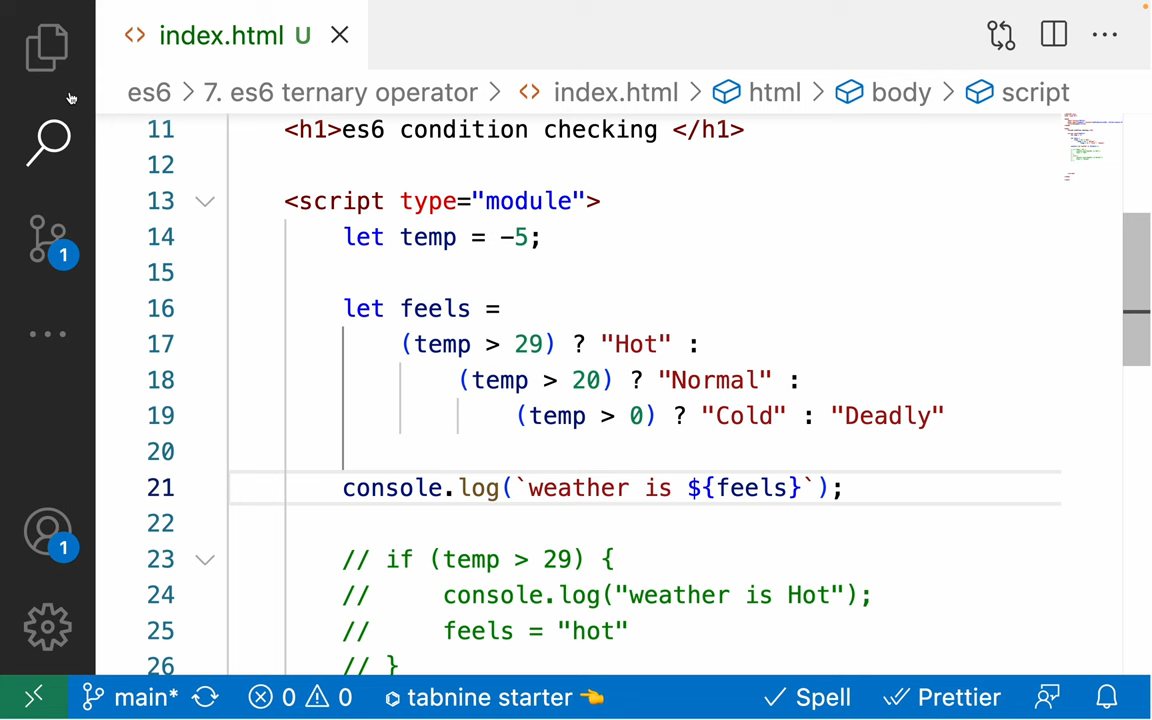 index.html U
es6 > 7. es6 ternary operator > index.html > html > body > script
11 <h1>es6 condition checking </h1>
12
13 <script type="module">
14 let temp = -5;
15
16 let feels =
17 (temp > 29) ? "Hot" :
18 (temp > 20) ? "Normal" :
19 (temp > 0) ? "Cold" : "Deadly"
20
21 console.log(`weather is ${feels}`);
22
23 // if (temp > 29) {
24 // console.log("weather is Hot");
25 // feels = "hot"
26 // }
1
1
main* 0 0 tabnine starter Spell Prettier